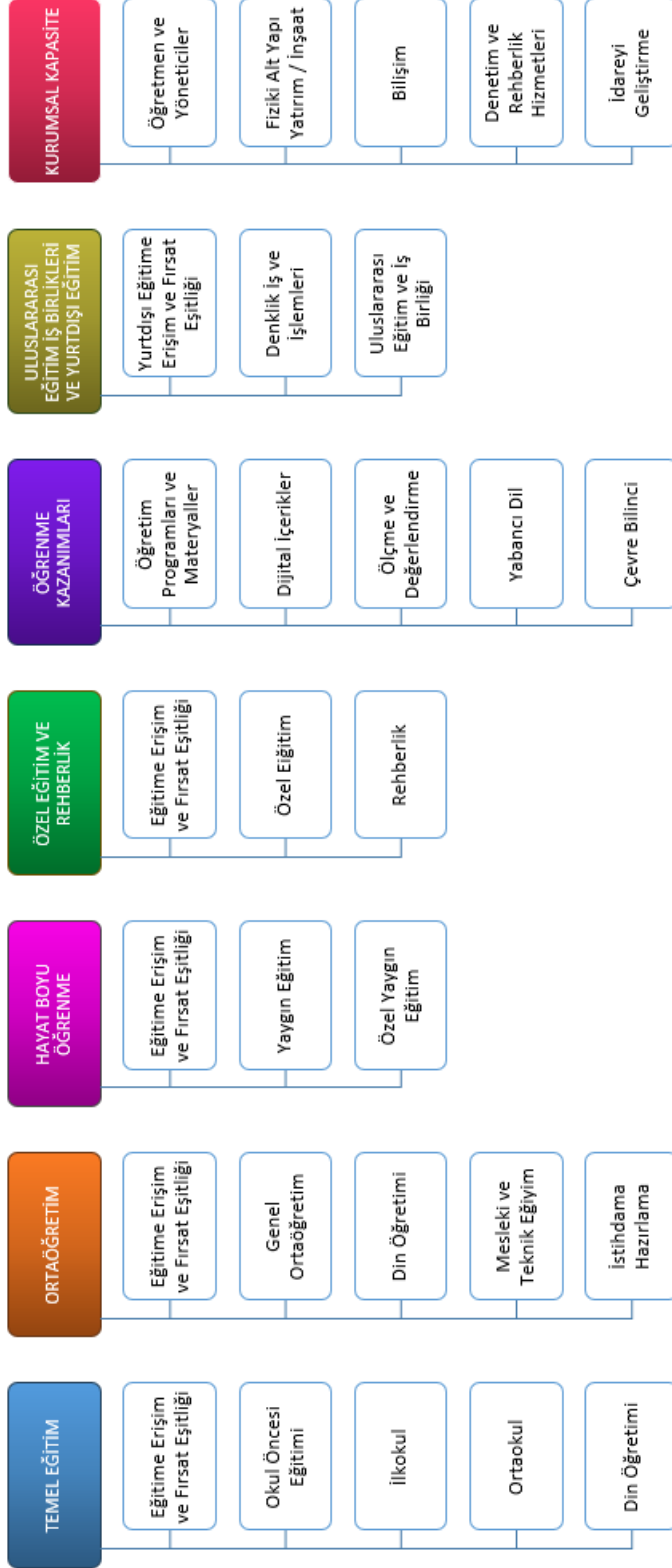 TEMEL EĞİTİM
Eğitime Erişim
ve Fırsat Eşitliği
Okul Öncesi
Eğitimi
İlkokul
Ortaokul
Din Öğretimi
ORTAÖĞRETİM
Eğitime Erişim
ve Fırsat Eşitliği
Genel
Ortaöğretim
Din Öğretimi
Mesleki ve
Teknik Eğiyim
İstihdama
Hazırlama
HAYAT BOYU
ÖĞRENME
Eğitime Erişim
ve Fırsat Eşitliği
Yaygın Eğitim
Özel Yaygın
Eğitim
ÖZEL EĞİTİM VE
REHBERLİK
Eğitime Erişim
ve Fırsat Eşitliği
Özel Eiğitim
Rehberlik
ÖĞRENME
KAZANIMLARI
Öğretim
Programları ve
Materyaller
Dijital İçerikler
Ölçme ve
Değerlendirme
Yabancı Dil
Çevre Bilinci
ULUSLARARASI
EĞİTİM İŞ BİRLİKLERİ
VE YURTDIŞI EĞİTİM
Yurtdışı Eğitime
Erişim ve Fırsat
Eşitliği
Denklik İş ve
İşlemleri
Uluslararası
Eğitim ve İş
Birliği
KURUMSAL KAPASİTE
Öğretmen ve
Yöneticiler
Fiziki Alt Yapı
Yatırım / İnşaat
Bilişim
Denetim ve
Rehberlik
Hizmetleri
İdareyi
Geliştirme